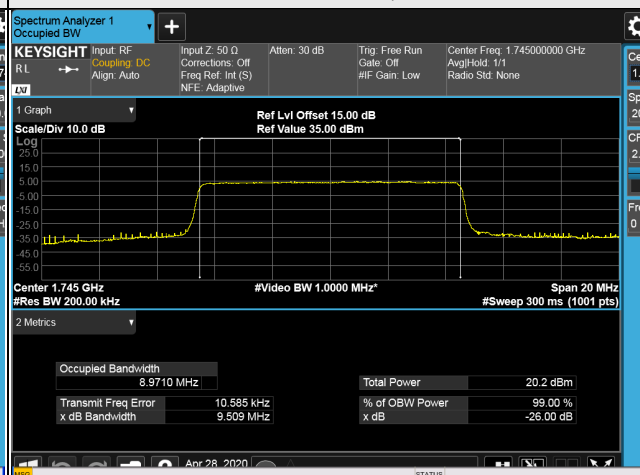 Spectrum Analyzer 1
Occupied BW
KEYSIGHT Input: RF Input Z: 50 Ω Atten: 30 dB Trig: Free Run Center Freq: 1.745000000 GHz
R L Coupling: DC Corrections: Off Gate: Off Avg|Hold: 1/1
Align: Auto Freq Ref: Int (S) #IF Gain: Low Radio Std: None
LXI NFE: Adaptive
1 Graph
Ref Lvl Offset 15.00 dB
Scale/Div 10.0 dB Ref Value 35.00 dBm
Log
25.0
15.0
5.00
-5.00
-15.0
-25.0
-35.0
-45.0
-55.0
Center 1.745 GHz #Video BW 1.0000 MHz* Span 20 MHz
#Res BW 200.00 kHz #Sweep 300 ms (1001 pts)
2 Metrics
Occupied Bandwidth
8.9710 MHz Total Power 20.2 dBm
Transmit Freq Error 10.585 kHz % of OBW Power 99.00 %
x dB Bandwidth 9.509 MHz x dB -26.00 dB
Apr 28, 2020
MSG STATUS